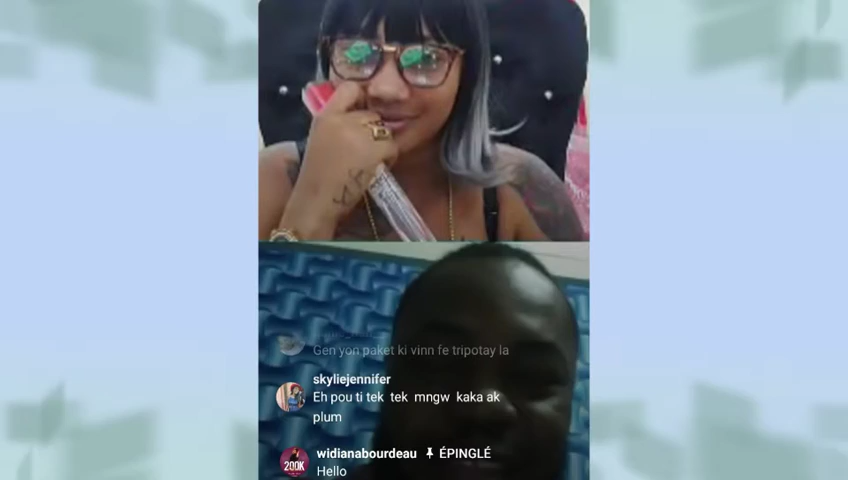 Gen yon paket ki vinn fe tripotay la
skyliejennifer
Eh pou ti tek tek mngw kaka ak
plum
widianabourdeau ÉPINGLÉ
200K
Hello